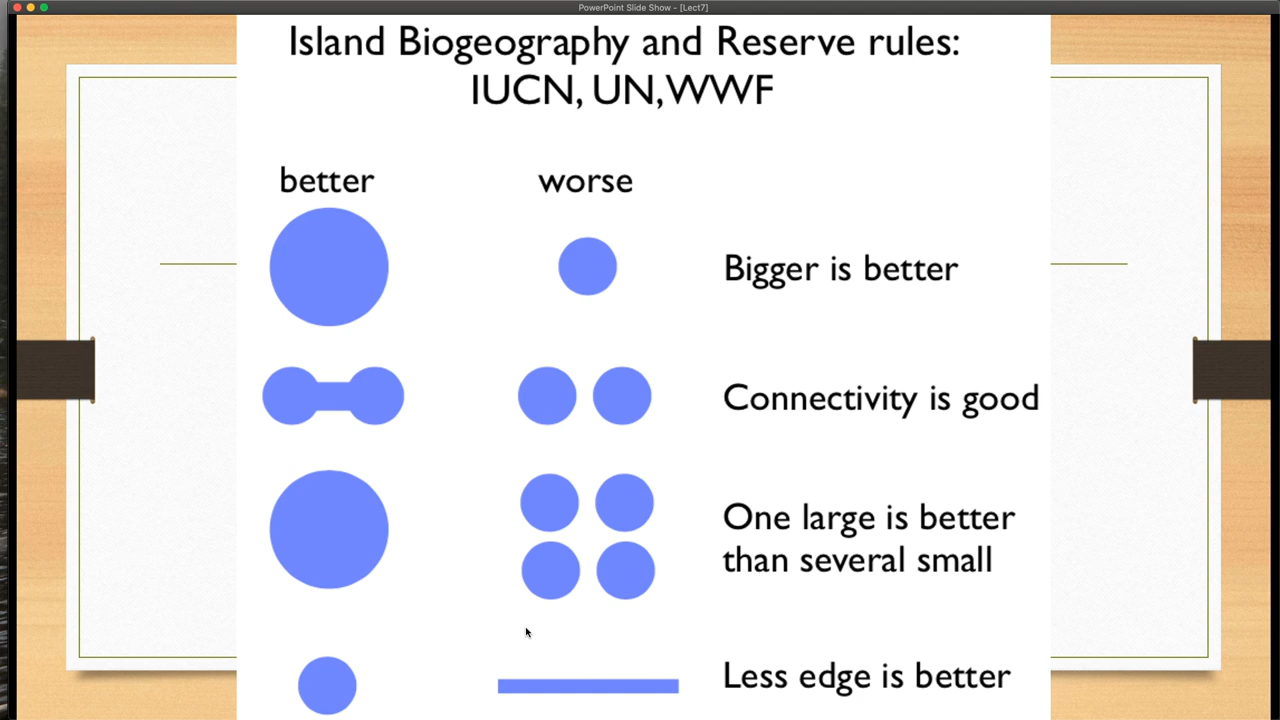 PowerPoint Slide Show - [Lect7]
Island Biogeography and Reserve rules:
IUCN, UN, WWF
better
worse
Bigger is better
Connectivity is good
One large is better
than several small
Less edge is better